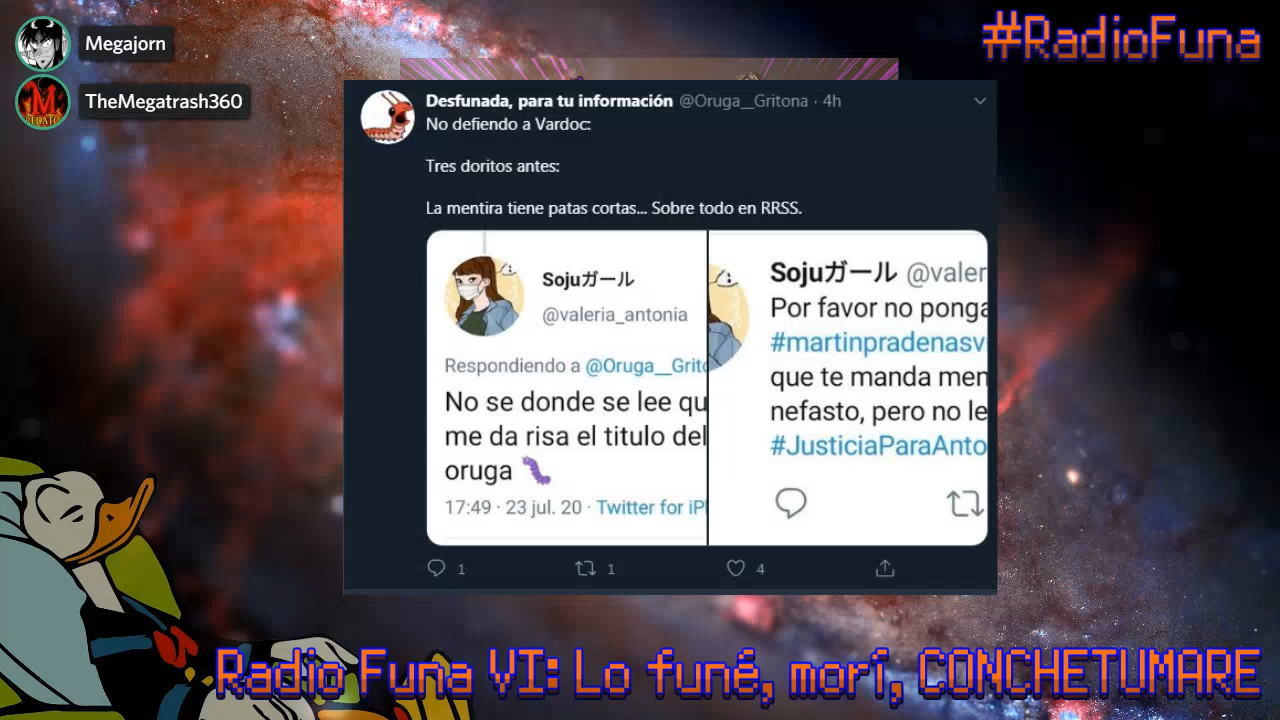 Megajorn
TheMegatrash360
#RadioFuna
Desfunada, para tu información @Oruga__Gritona · 4h
No defiendo a Vardoc:
Tres doritos antes:
La mentira tiene patas cortas... Sobre todo en RRSS.
Sojuガール
@valeria_antonia
Respondiendo a @Oruga__Grito
No se donde se lee qu
me da risa el titulo del
oruga 🐛
17:49 · 23 jul. 20 · Twitter for iP
Sojuガール @valer
Por favor no ponga
#martinpradenasv
que te manda men
nefasto, pero no le
#JusticiaParaAnto
1
1
4
Radio Funa VI: Lo funé, morí, CONCHETUMARE